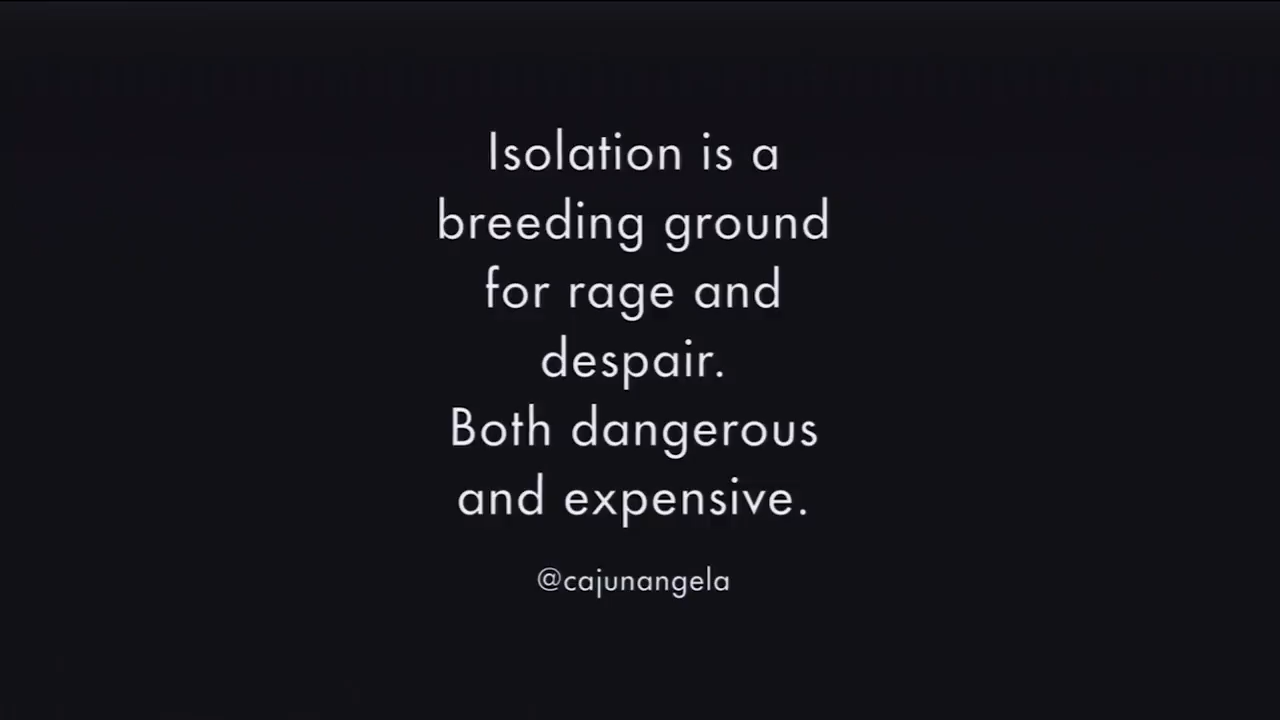 Isolation is a
breeding ground
for rage and
despair.
Both dangerous
and expensive.
@cajunangela